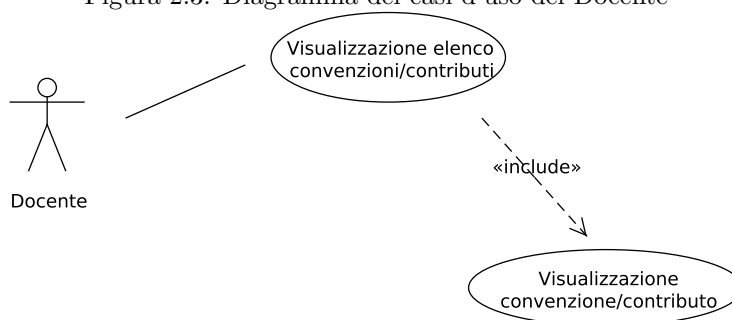 Figura 2.3: Diagramma dei casi d'uso del Docente
Visualizzazione elenco
convenzioni/contributi
«include»
Docente
Visualizzazione
convenzione/contributo